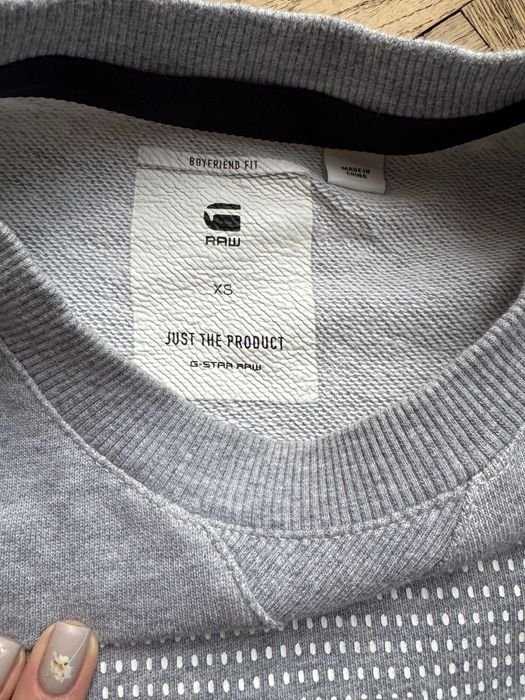 BOYFRIEND FIT
MADE IN
CHINA
RAW
XS
JUST THE PRODUCT
G-STAR RAW